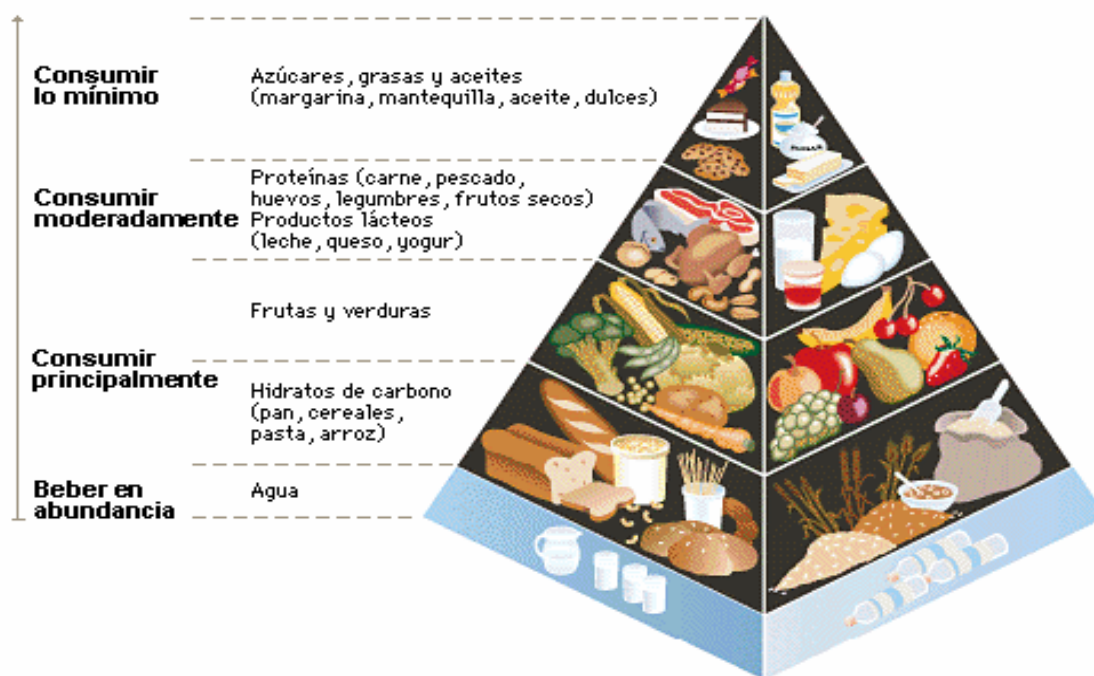 Consumir
lo mínimo
Azúcares, grasas y aceites
(margarina, mantequilla, aceite, dulces)
Consumir
moderadamente
Proteínas (carne, pescado,
huevos, legumbres, frutos secos)
Productos lácteos
(leche, queso, yogur)
Frutas y verduras
Consumir
principalmente
Hidratos de carbono
(pan, cereales,
pasta, arroz)
Beber en
abundancia
Agua